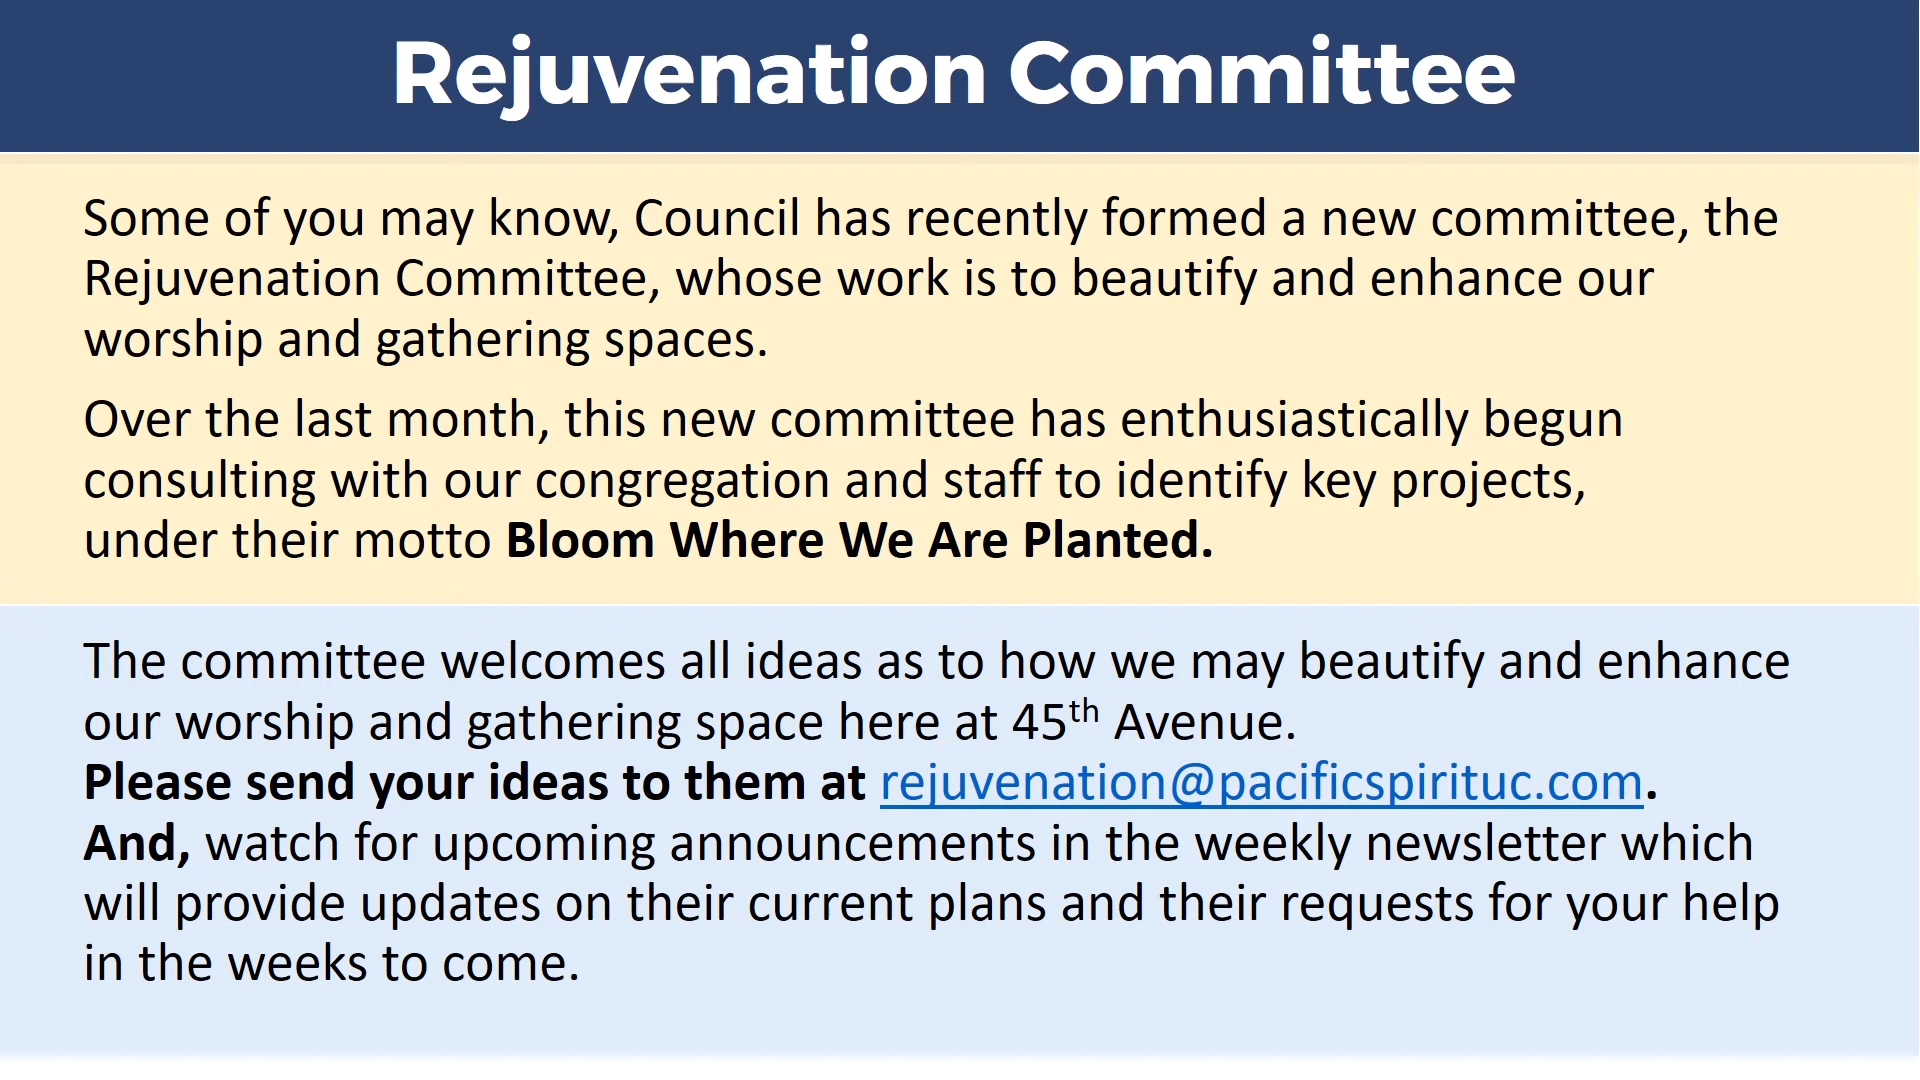 Rejuvenation Committee
Some of you may know, Council has recently formed a new committee, the
Rejuvenation Committee, whose work is to beautify and enhance our
worship and gathering spaces.
Over the last month, this new committee has enthusiastically begun
consulting with our congregation and staff to identify key projects,
under their motto Bloom Where We Are Planted.
The committee welcomes all ideas as to how we may beautify and enhance
our worship and gathering space here at 45th Avenue.
Please send your ideas to them at rejuvenation@pacificspirituc.com.
And, watch for upcoming announcements in the weekly newsletter which
will provide updates on their current plans and their requests for your help
in the weeks to come.